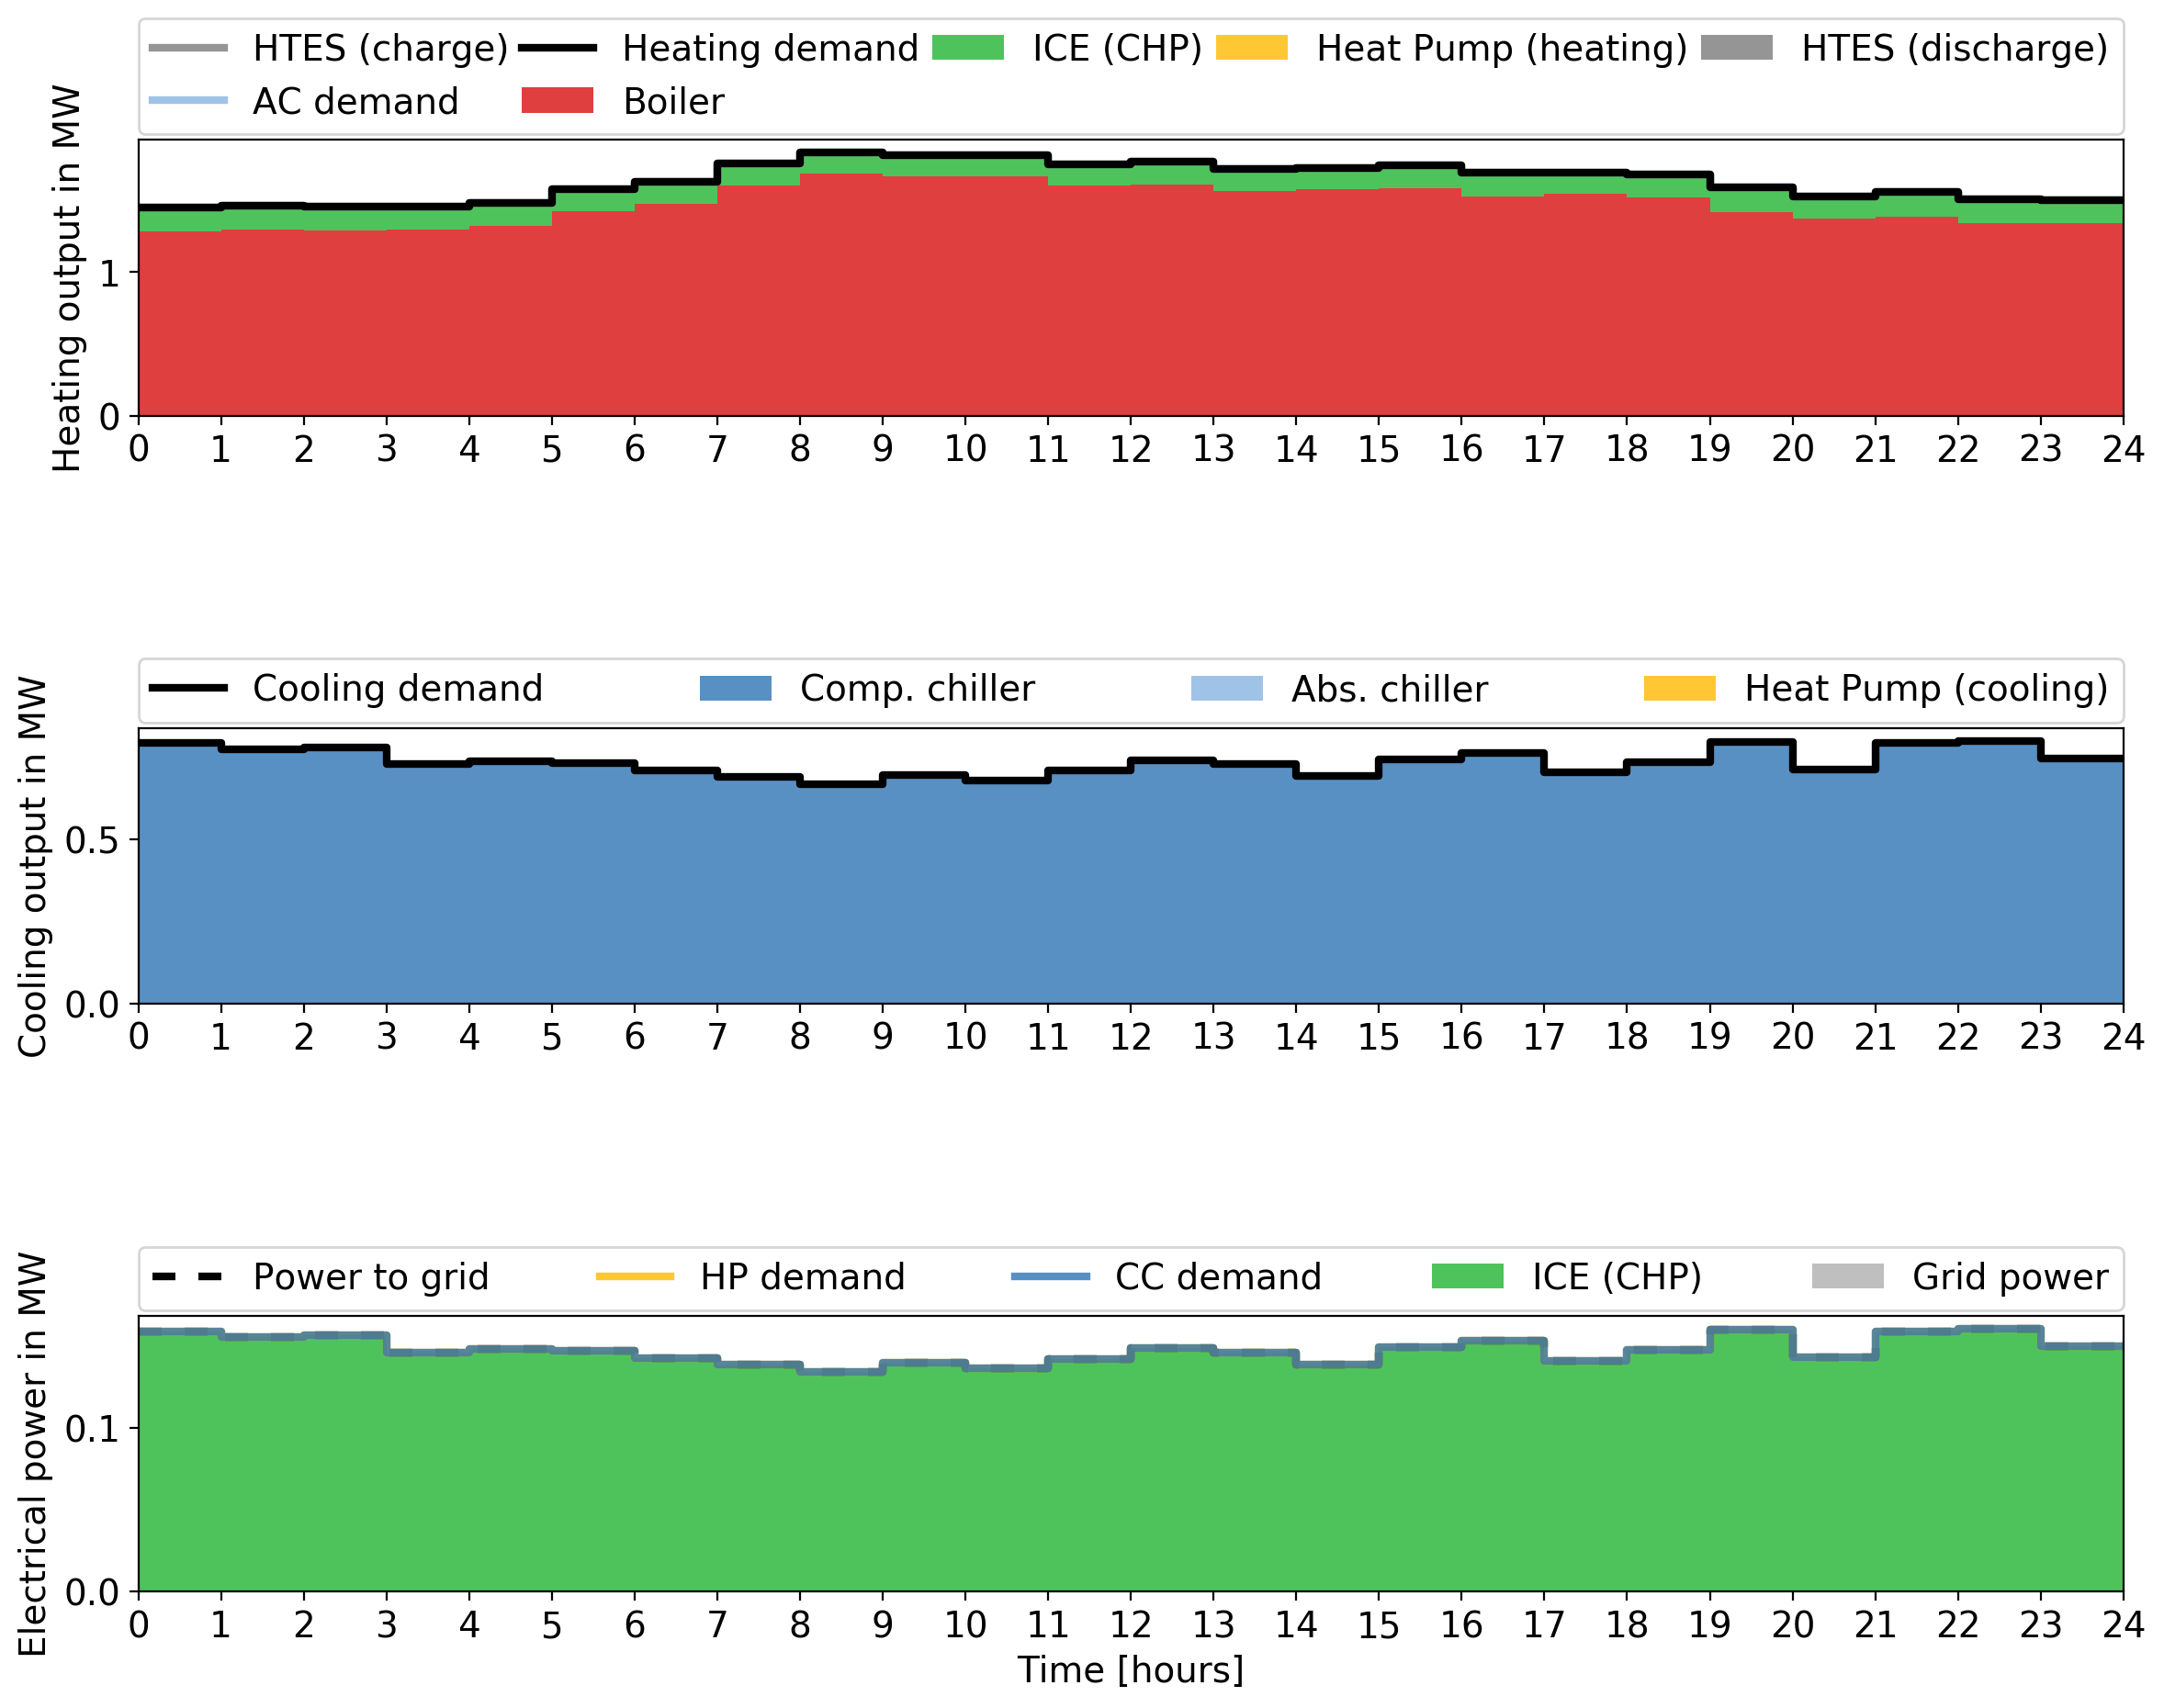 HTES (charge) Heating demand ICE (CHP) Heat Pump (heating) HTES (discharge)
AC demand Boiler
Heating output in MW
1
0
0 1 2 3 4 5 6 7 8 9 10 11 12 13 14 15 16 17 18 19 20 21 22 23 24
Cooling demand Comp. chiller Abs. chiller Heat Pump (cooling)
Cooling output in MW
0.5
0.0
0 1 2 3 4 5 6 7 8 9 10 11 12 13 14 15 16 17 18 19 20 21 22 23 24
Power to grid HP demand CC demand ICE (CHP) Grid power
Electrical power in MW
0.1
0.0
0 1 2 3 4 5 6 7 8 9 10 11 12 13 14 15 16 17 18 19 20 21 22 23 24
Time [hours]